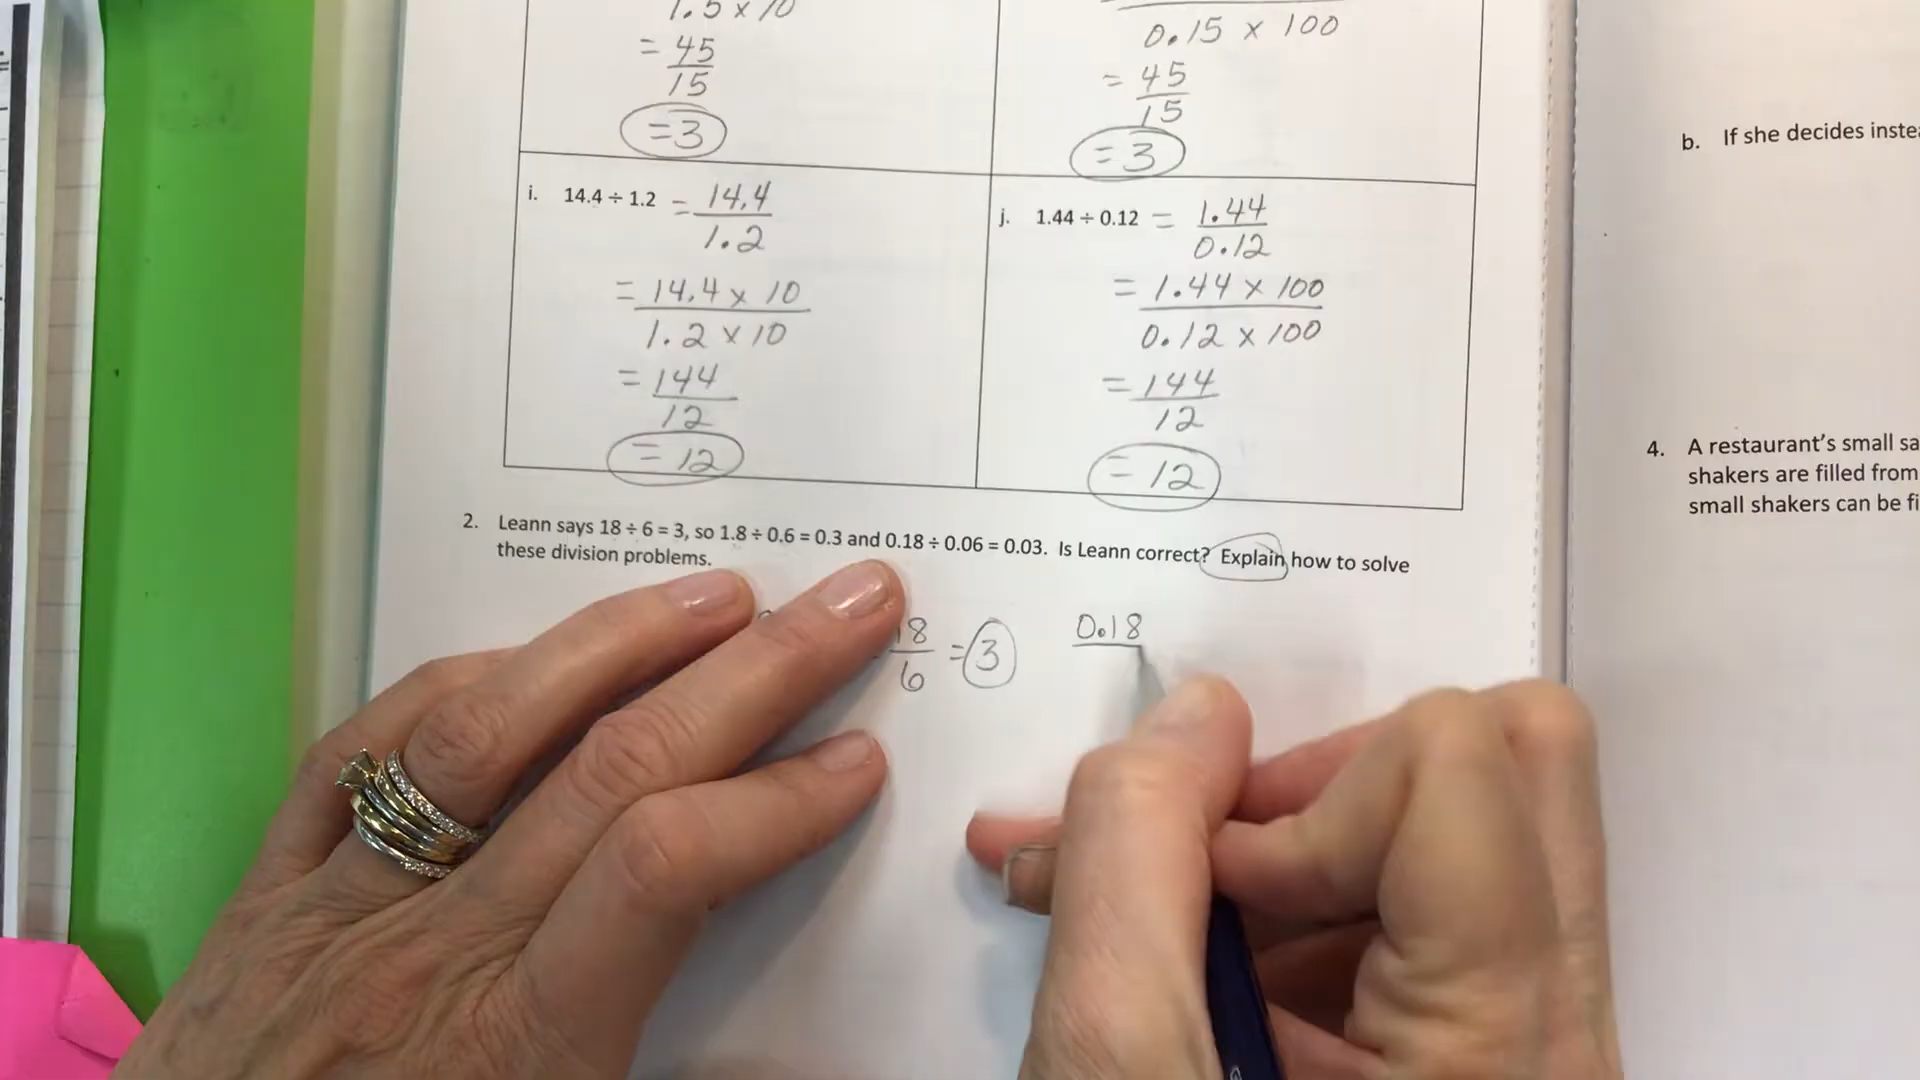 1.5 x 10
= 45
15
= 3
0.15 x 100
= 45
15
= 3
i. 14.4 ÷ 1.2 = 14.4
1.2
= 14.4 x 10
1.2 x 10
= 144
12
= 12
j. 1.44 ÷ 0.12 = 1.44
0.12
= 1.44 x 100
0.12 x 100
= 144
12
= 12
2. Leann says 18 ÷ 6 = 3, so 1.8 ÷ 0.6 = 0.3 and 0.18 ÷ 0.06 = 0.03. Is Leann correct? Explain how to solve
these division problems.
18
6
= 3
0.18
b. If she decides inste
4. A restaurant's small sa
shakers are filled from
small shakers can be fi